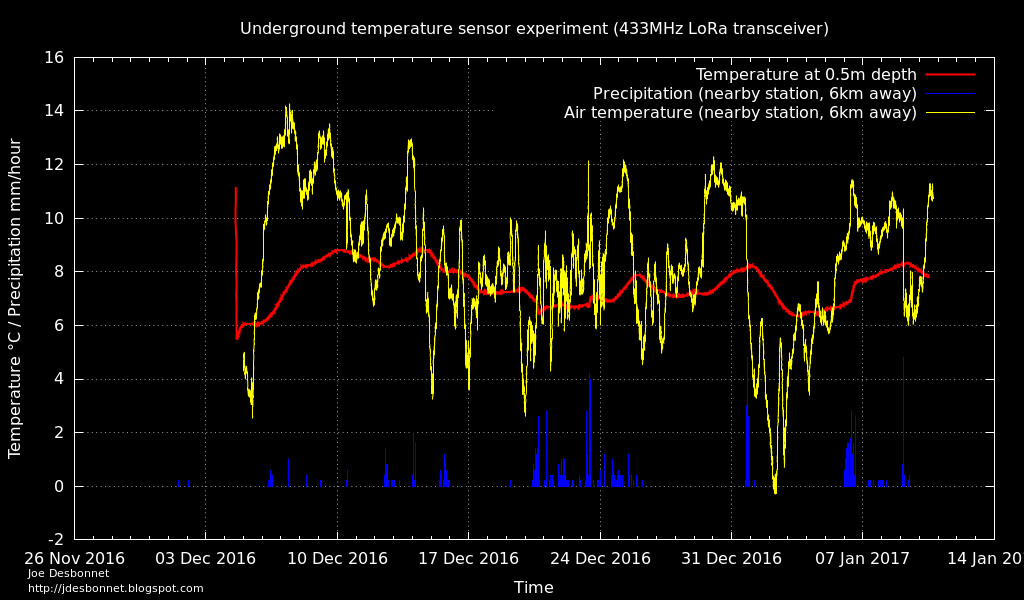 Underground temperature sensor experiment (433MHz LoRa transceiver)
Temperature at 0.5m depth
Precipitation (nearby station, 6km away)
Air temperature (nearby station, 6km away)
Temperature °C / Precipitation mm/hour
16
14
12
10
8
6
4
2
0
-2
26 Nov 2016 03 Dec 2016 10 Dec 2016 17 Dec 2016 24 Dec 2016 31 Dec 2016 07 Jan 2017 14 Jan 201
Time
Joe Desbonnet
http://jdesbonnet.blogspot.com